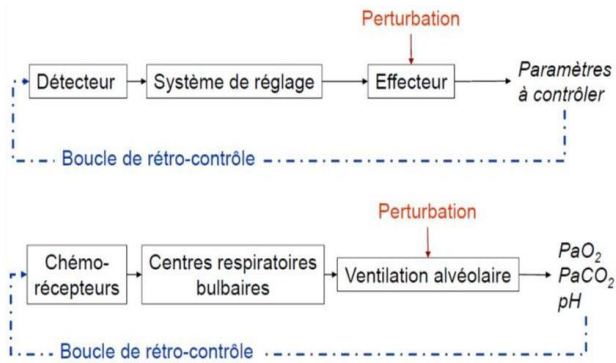 Perturbation
Détecteur
Système de réglage
Effecteur
Paramètres
à contrôler
Boucle de rétro-contrôle
Perturbation
Chémo-
récepteurs
Centres respiratoires
bulbaires
Ventilation alvéolaire
PaO2
PaCO2
pH
Boucle de rétro-contrôle